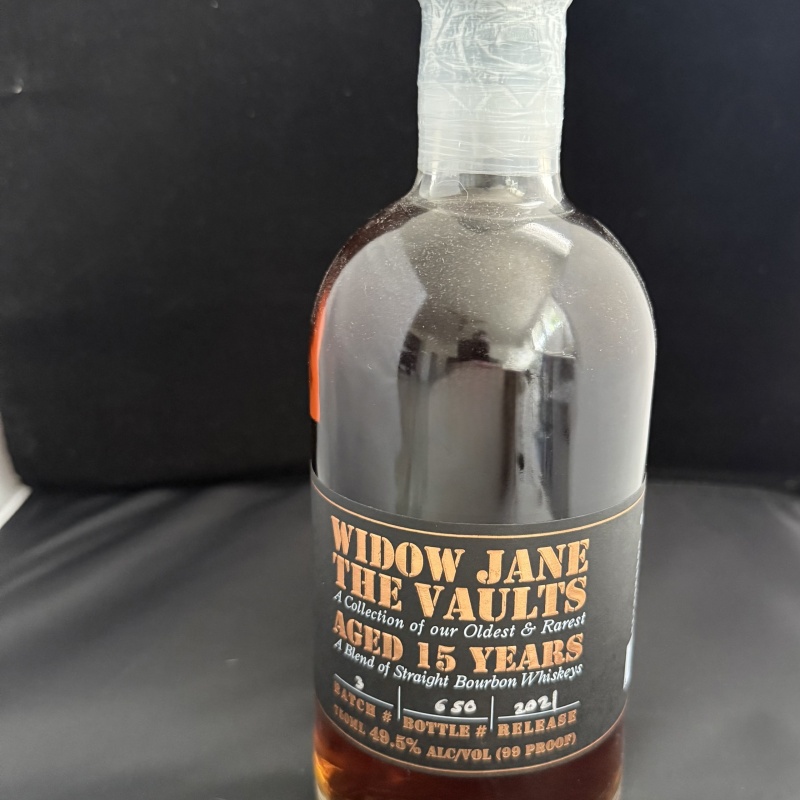 WIDOW JANE
THE VAULTS
A Collection of our Oldest & Rarest
AGED 15 YEARS
A Blend of Straight Bourbon Whiskeys
3 650 2021
BATCH # BOTTLE # RELEASE
750ML 49.5% ALC/VOL (99 PROOF)